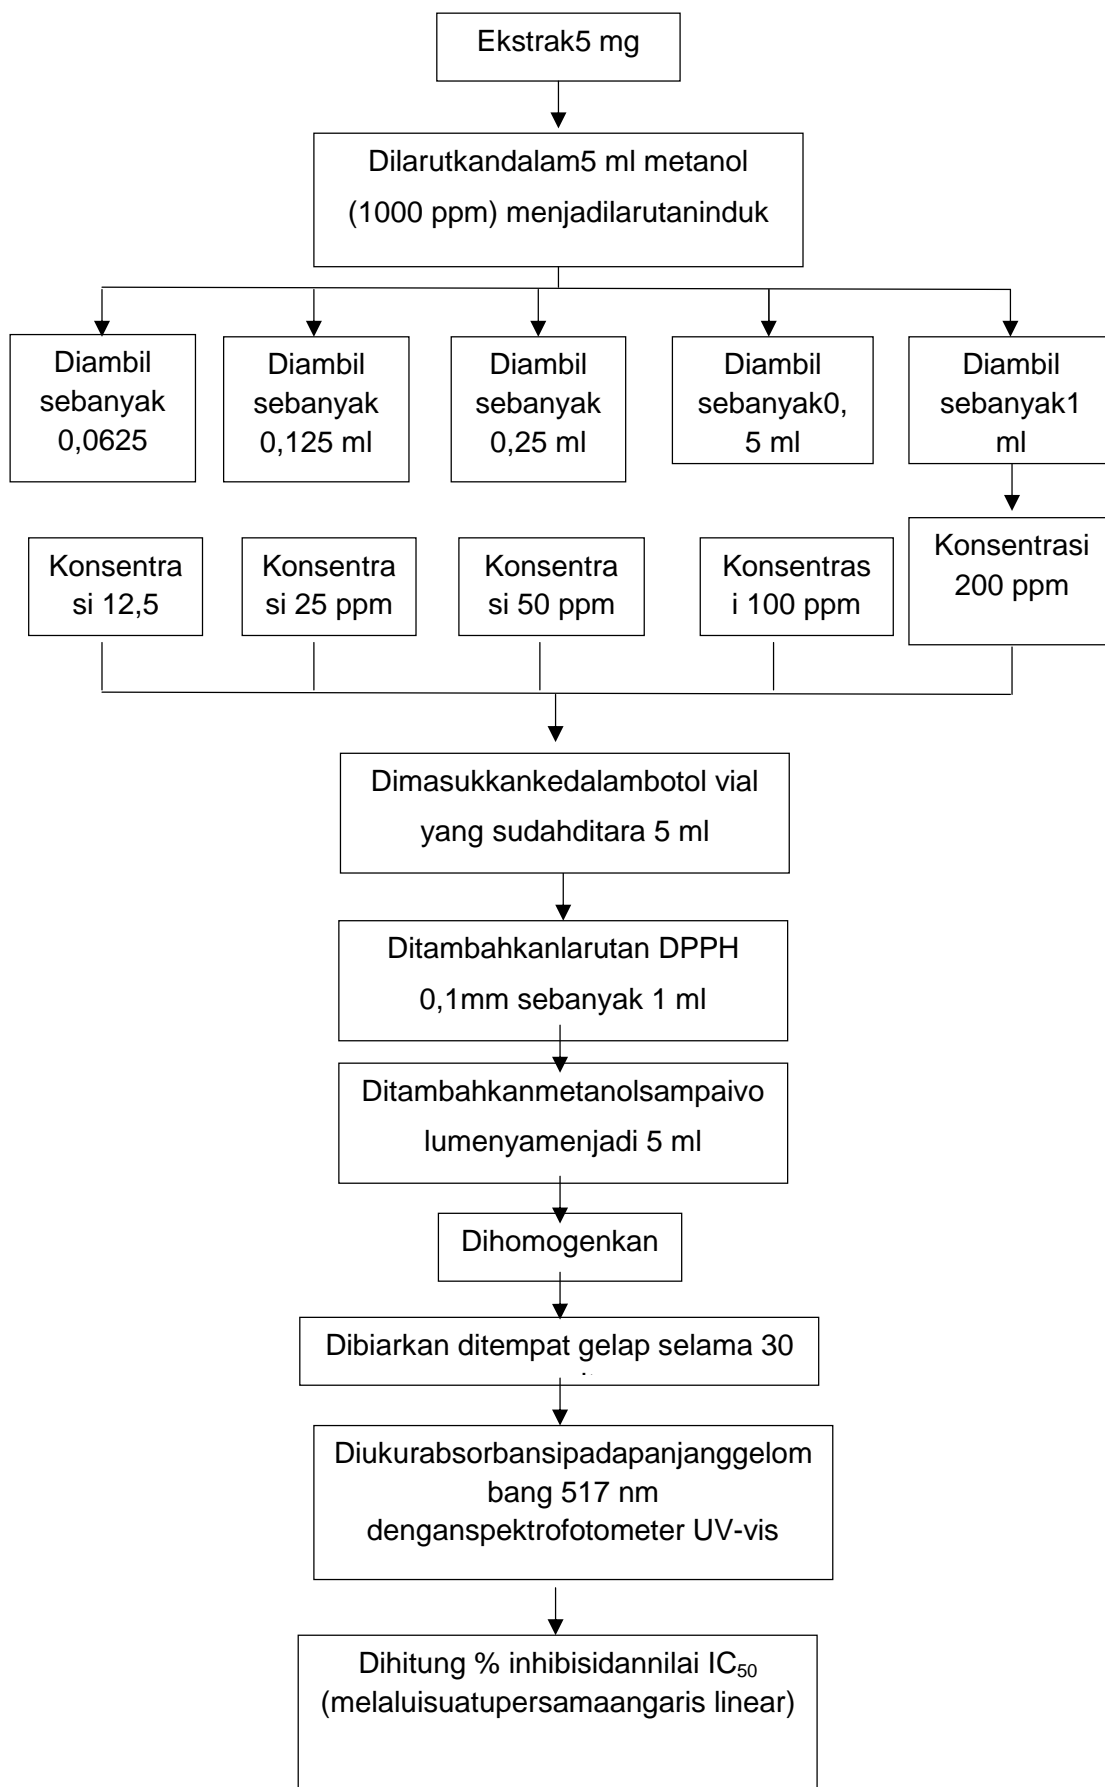 Ekstrak5 mg
Dilarutkandalam5 ml metanol
(1000 ppm) menjadilarutaninduk
Diambil
sebanyak
0,0625
Diambil
sebanyak
0,125 ml
Diambil
sebanyak
0,25 ml
Diambil
sebanyak0,
5 ml
Diambil
sebanyak1
ml
Konsentra
si 12,5
Konsentra
si 25 ppm
Konsentra
si 50 ppm
Konsentras
i 100 ppm
Konsentrasi
200 ppm
Dimasukkankedalambotol vial
yang sudahditara 5 ml
Ditambahkanlarutan DPPH
0,1mm sebanyak 1 ml
Ditambahkanmetanolsampaivo
lumenyamenjadi 5 ml
Dihomogenkan
Dibiarkan ditempat gelap selama 30
Diukurabsorbansipadapanjanggelom
bang 517 nm
denganspektrofotometer UV-vis
Dihitung % inhibisidannilai IC₅₀
(melaluisuatupersamaangaris linear)